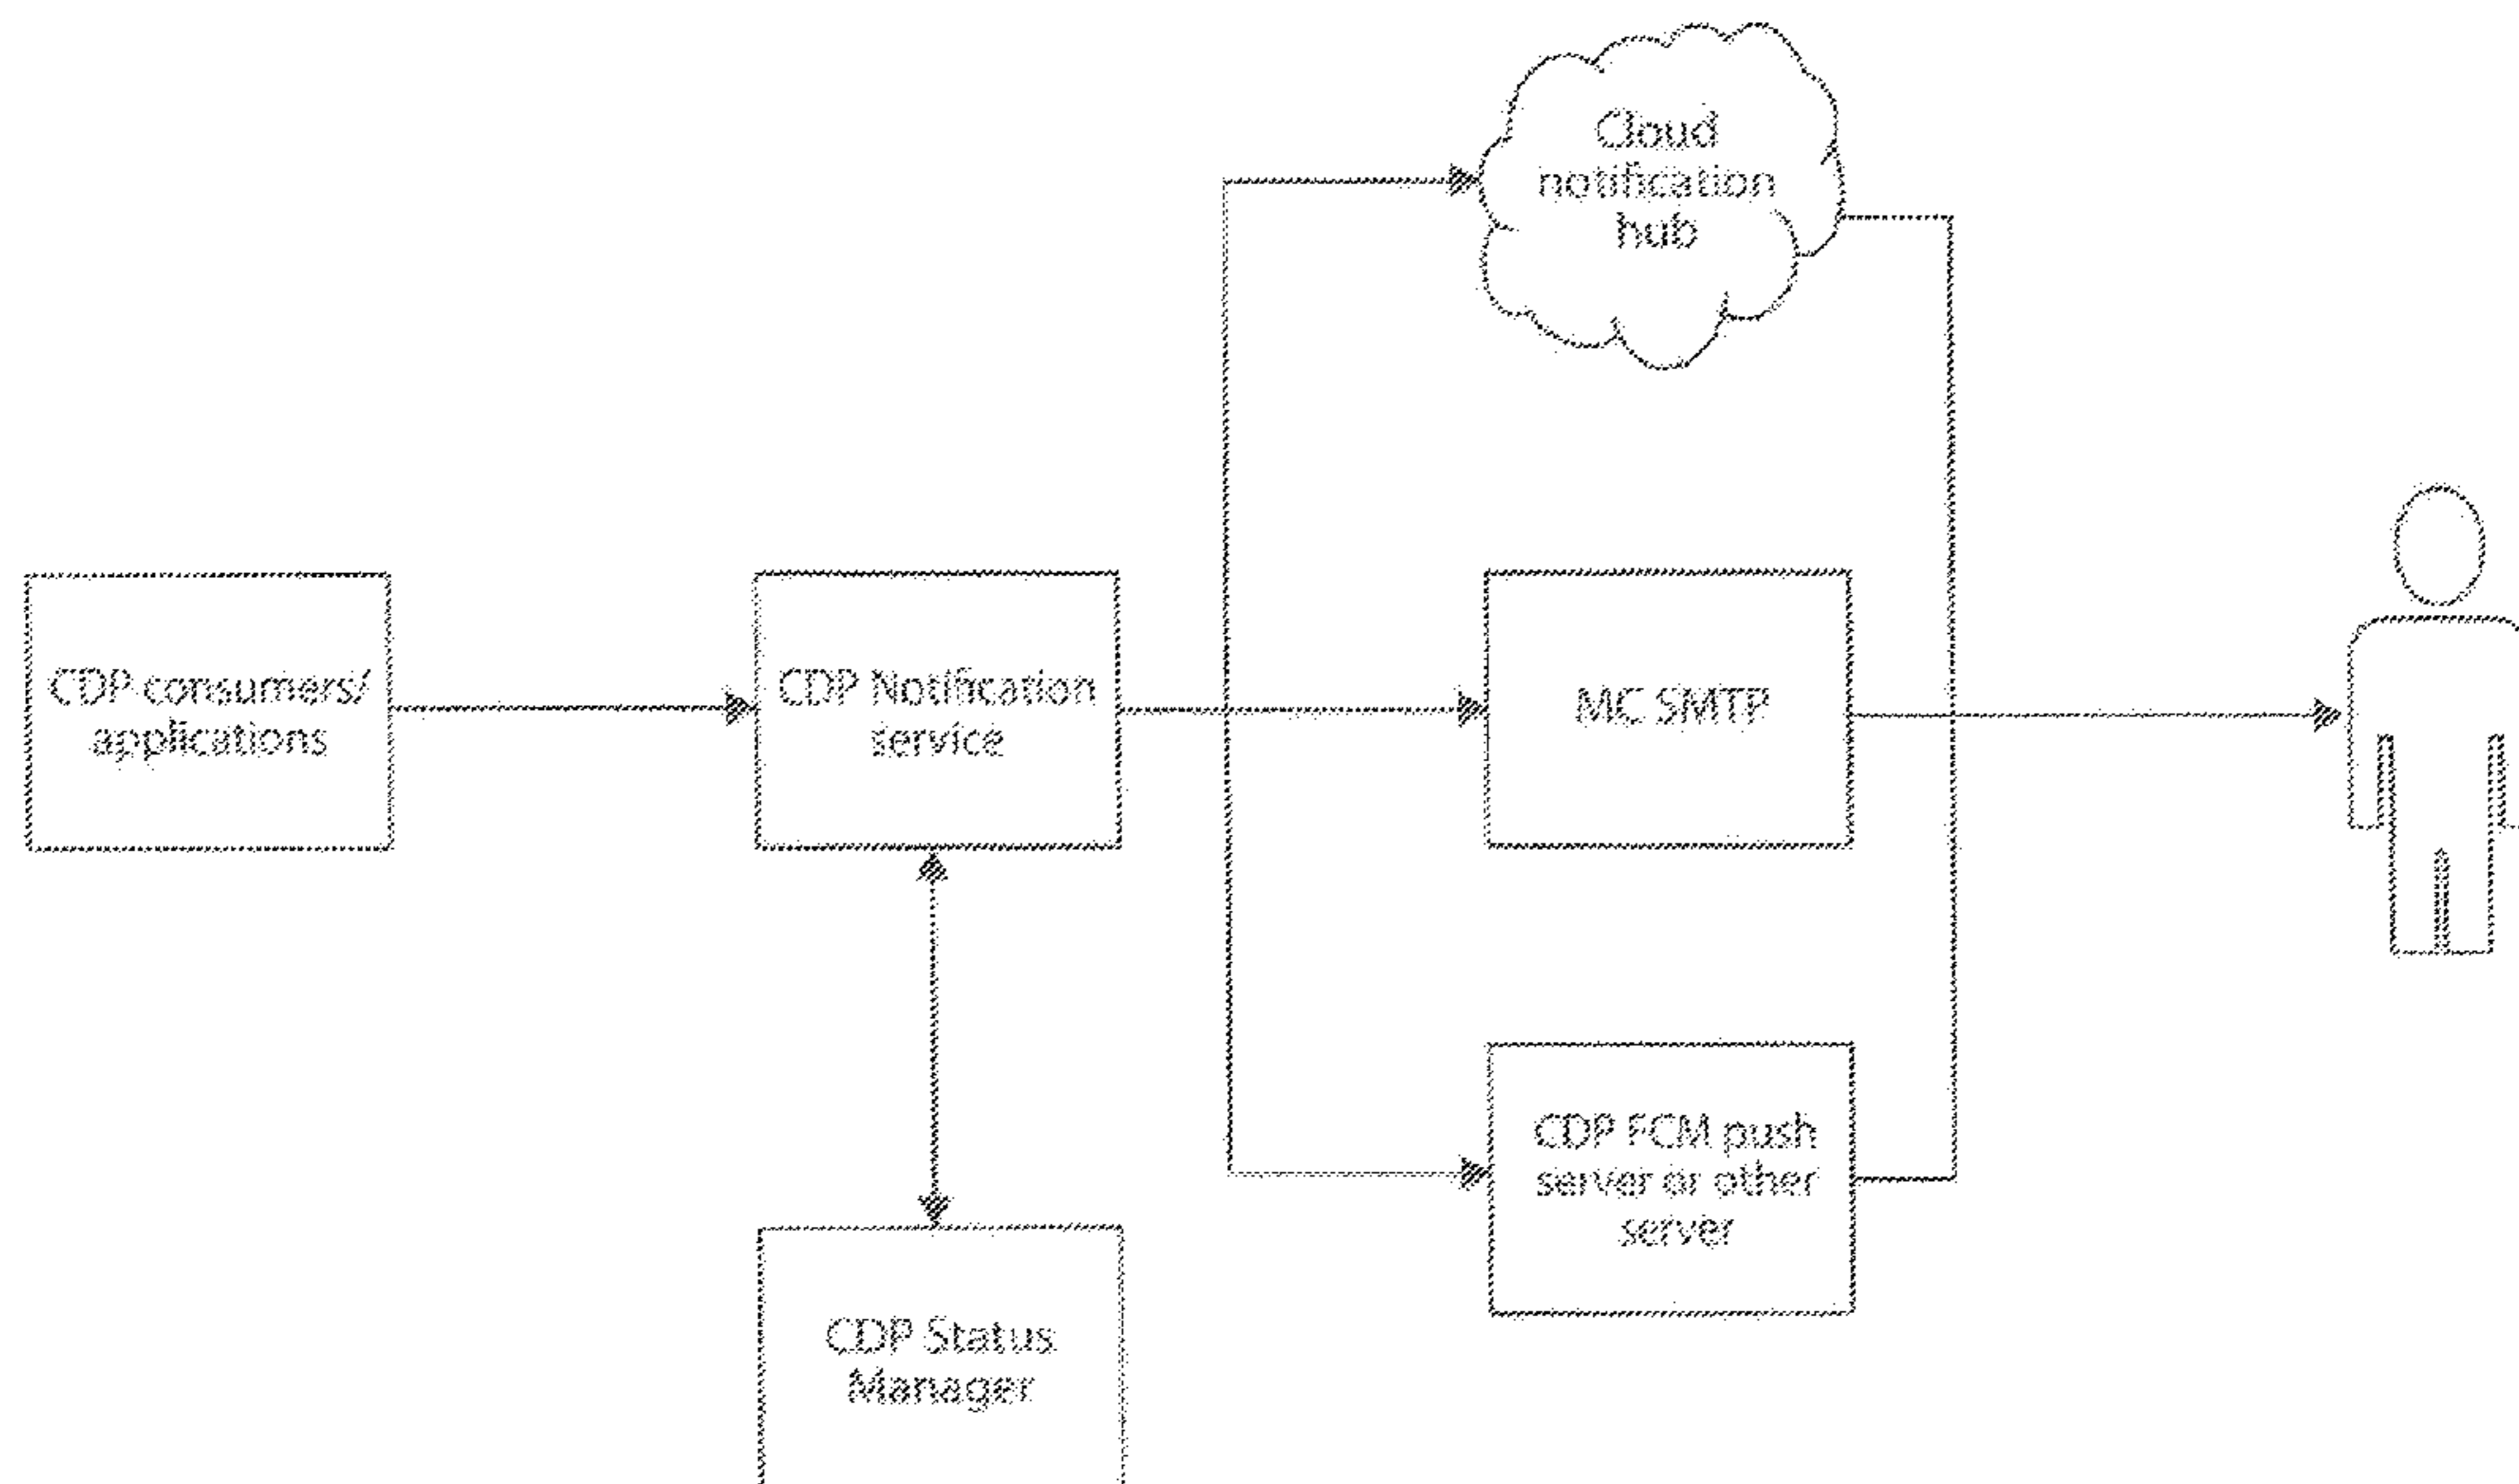 Cloud
notification
hub
CDP consumers/
applications
CDP Notification
service
MC SMTP
CDP FCM push
server or other
server
CDP Status
Manager